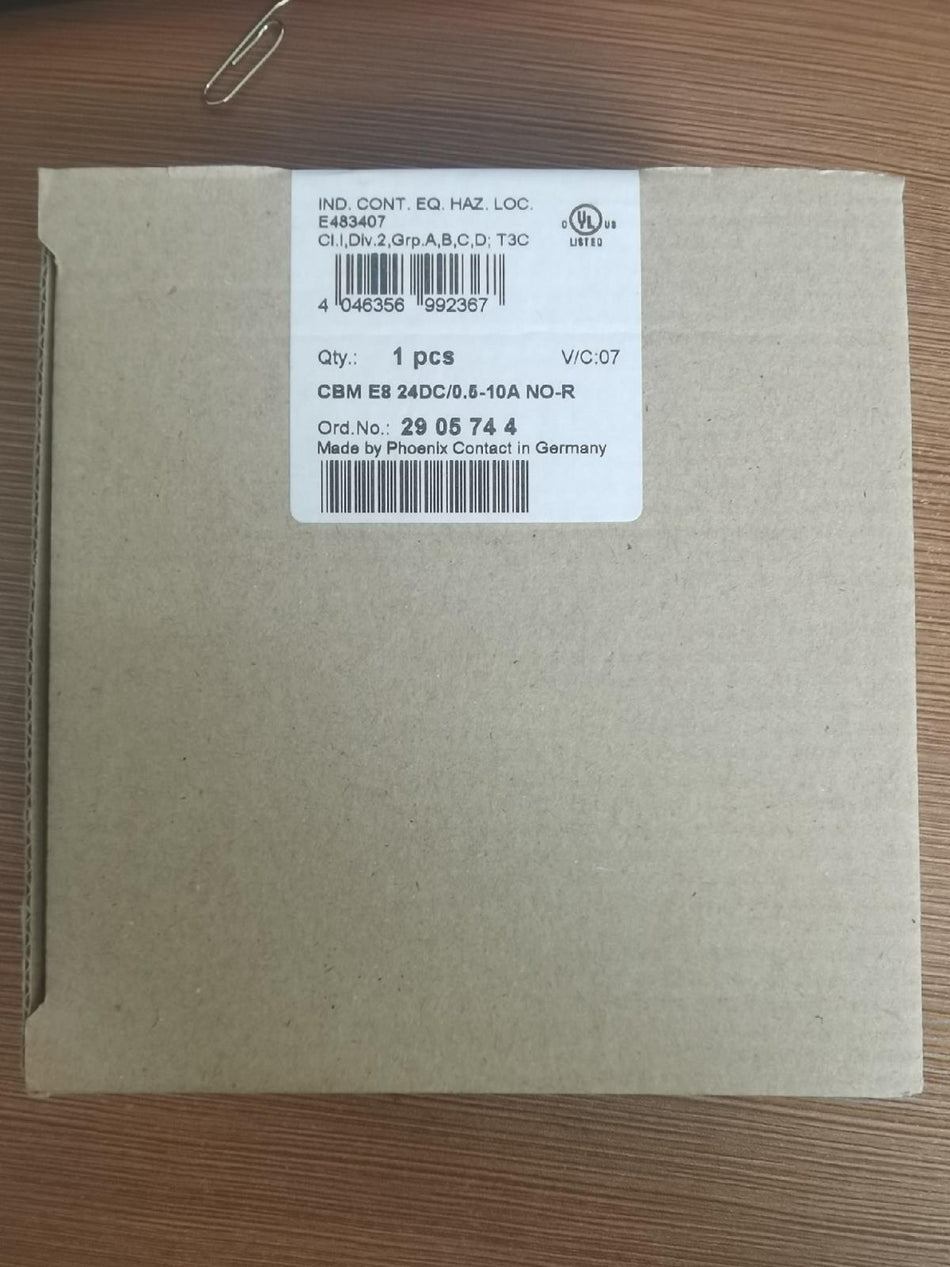 IND. CONT. EQ. HAZ. LOC.
E483407
Cl.I,Div.2,Grp.A,B,C,D; T3C
C UL US
LISTED
4 046356 992367
Qty.: 1 pcs V/C:07
CBM E8 24DC/0.5-10A NO-R
Ord.No.: 29 05 74 4
Made by Phoenix Contact in Germany